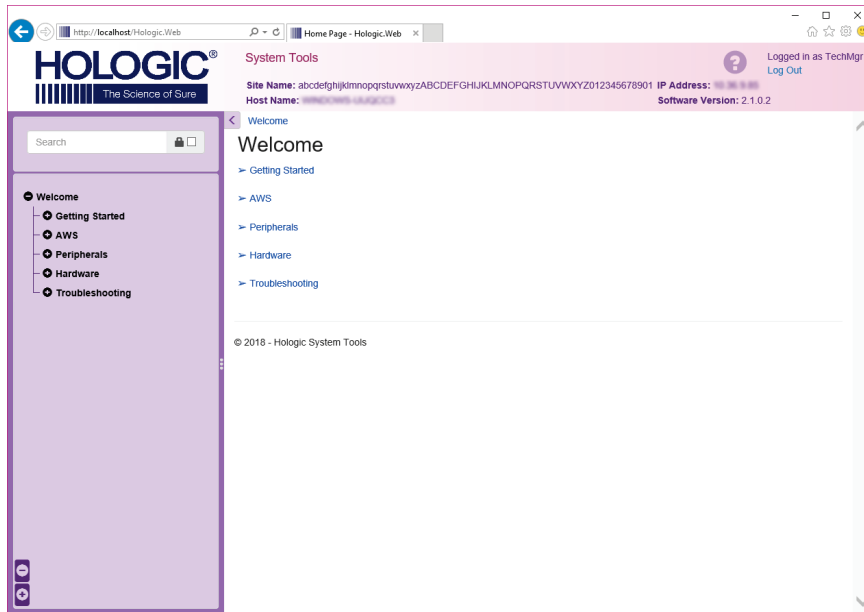 http://localhost/Hologic.Web
Home Page - Hologic.Web
HOLOGIC®
The Science of Sure
System Tools
Logged in as TechMgr
Log Out
Site Name: abcdefghijklmnopqrstuvwxyzABCDEFGHIJKLMNOPQRSTUVWXYZ012345678901 IP Address:
Host Name:
Software Version: 2.1.0.2
Search
Welcome
Getting Started
AWS
Peripherals
Hardware
Troubleshooting
Welcome
Welcome
➢ Getting Started
➢ AWS
➢ Peripherals
➢ Hardware
➢ Troubleshooting
© 2018 - Hologic System Tools